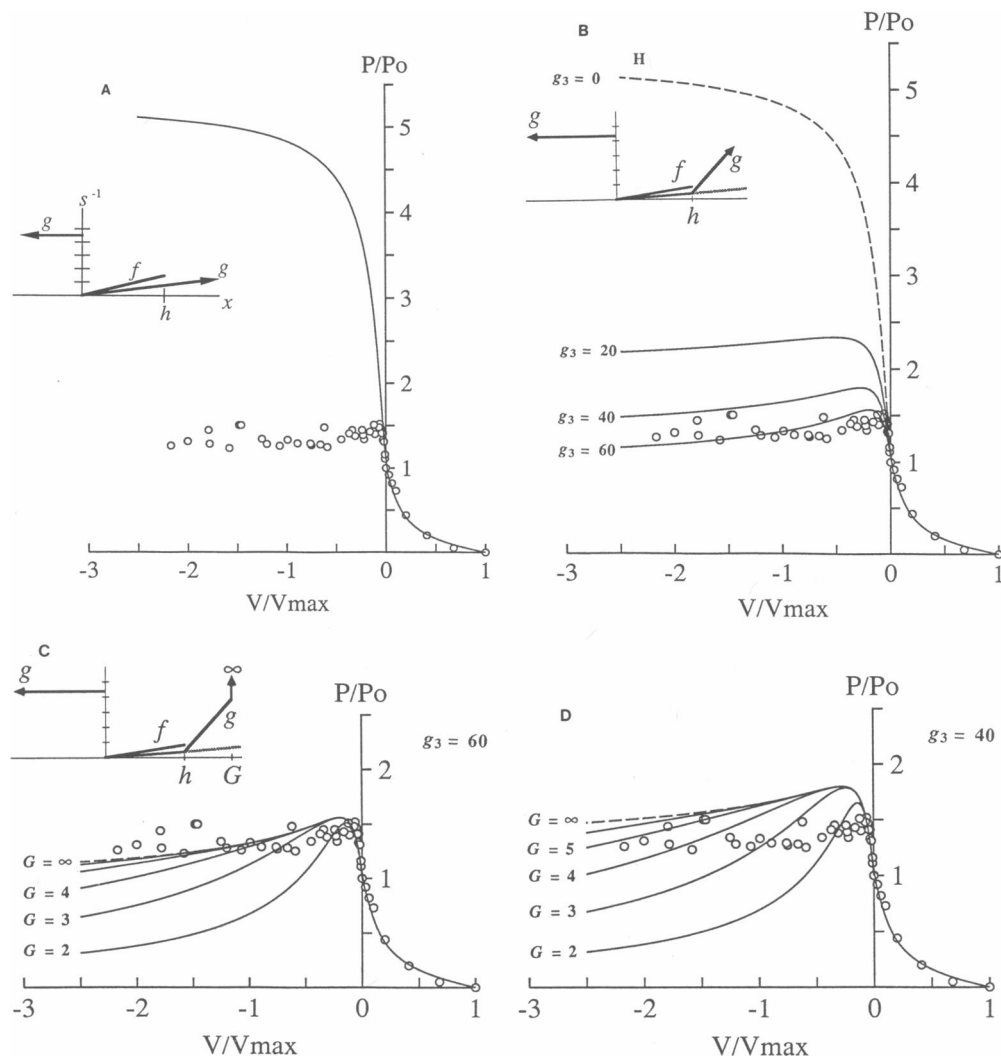 A
P/Po
5
4
3
2
1
g
s⁻¹
f
g
h
x
-3
-2
-1
0
1
V/Vmax
B
H
P/Po
g₃ = 0
5
4
3
2
1
g
f
g
h
g₃ = 20
g₃ = 40
g₃ = 60
-3
-2
-1
0
1
V/Vmax
C
P/Po
g₃ = 60
g
∞
f
g
h
G
2
1
G = ∞
G = 4
G = 3
G = 2
-3
-2
-1
0
1
V/Vmax
D
P/Po
g₃ = 40
2
1
G = ∞
G = 5
G = 4
G = 3
G = 2
-3
-2
-1
0
1
V/Vmax